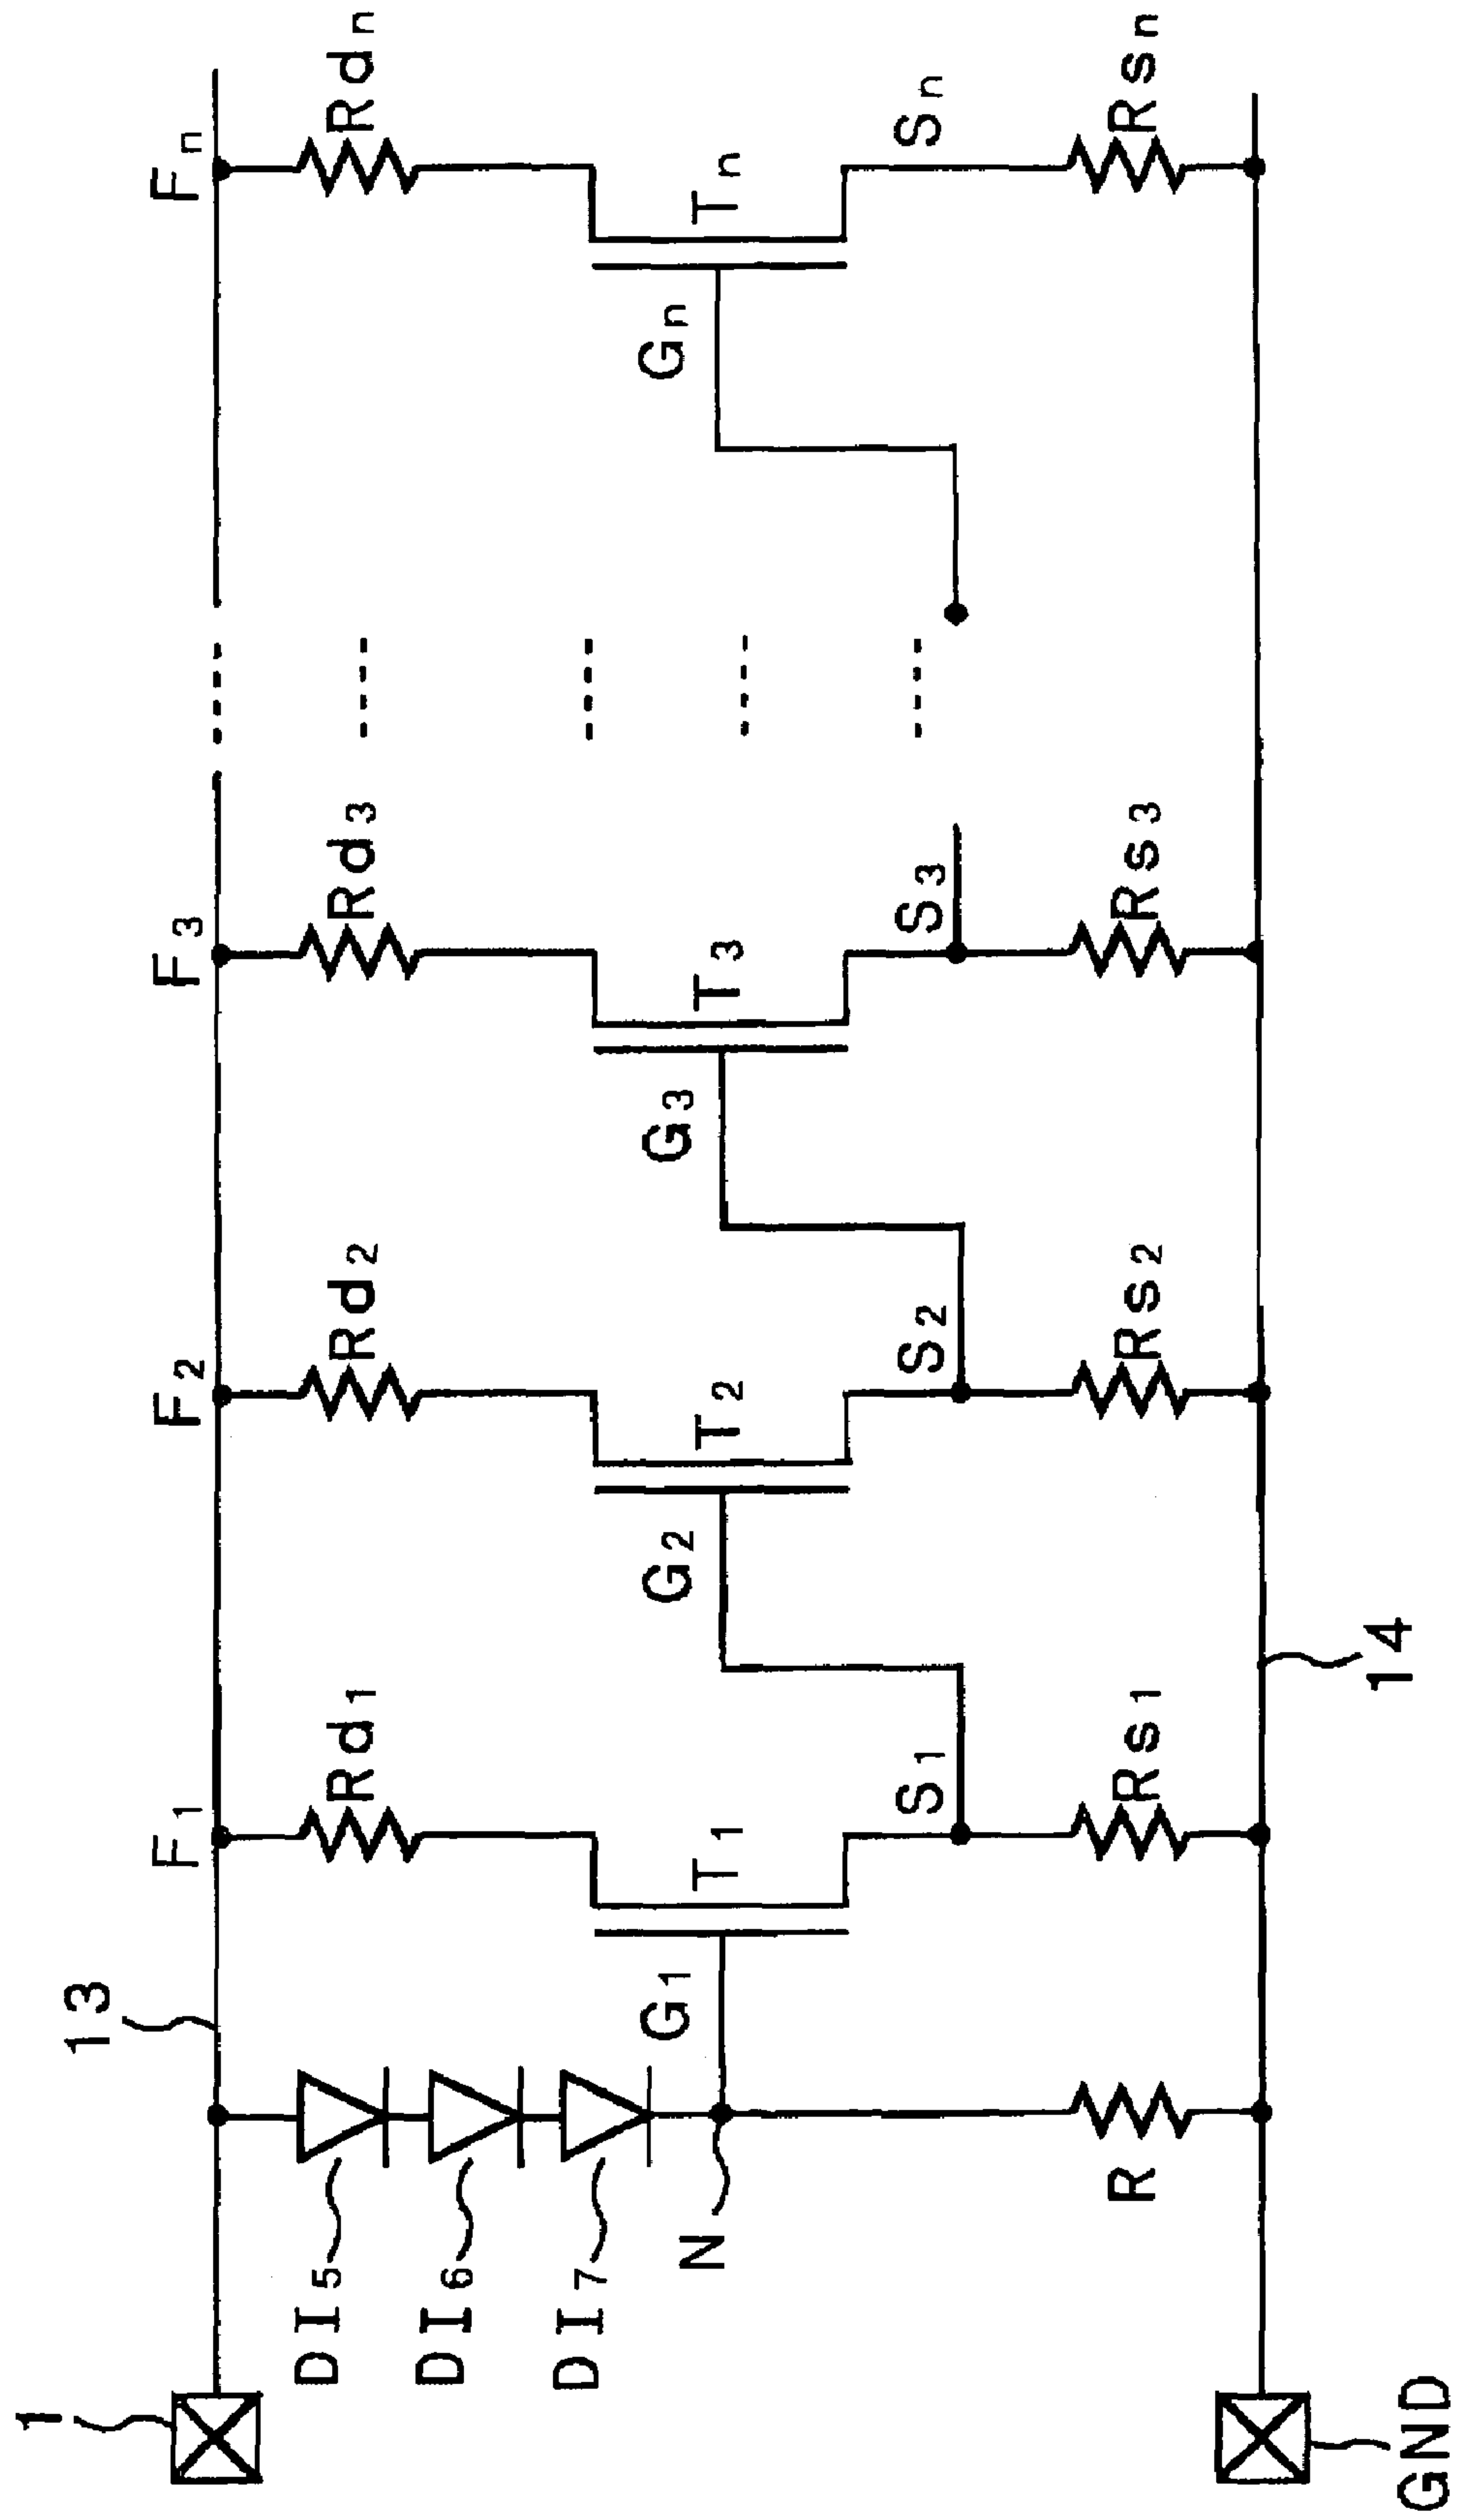 1
13
F1
F2
F3
Fn
DI5
Rd1
Rd2
Rd3
Rdn
DI6
DI7
N
G1
T1
G2
T2
G3
T3
Gn
Tn
S1
S2
S3
Sn
R
Rs1
Rs2
Rs3
Rsn
GND
14